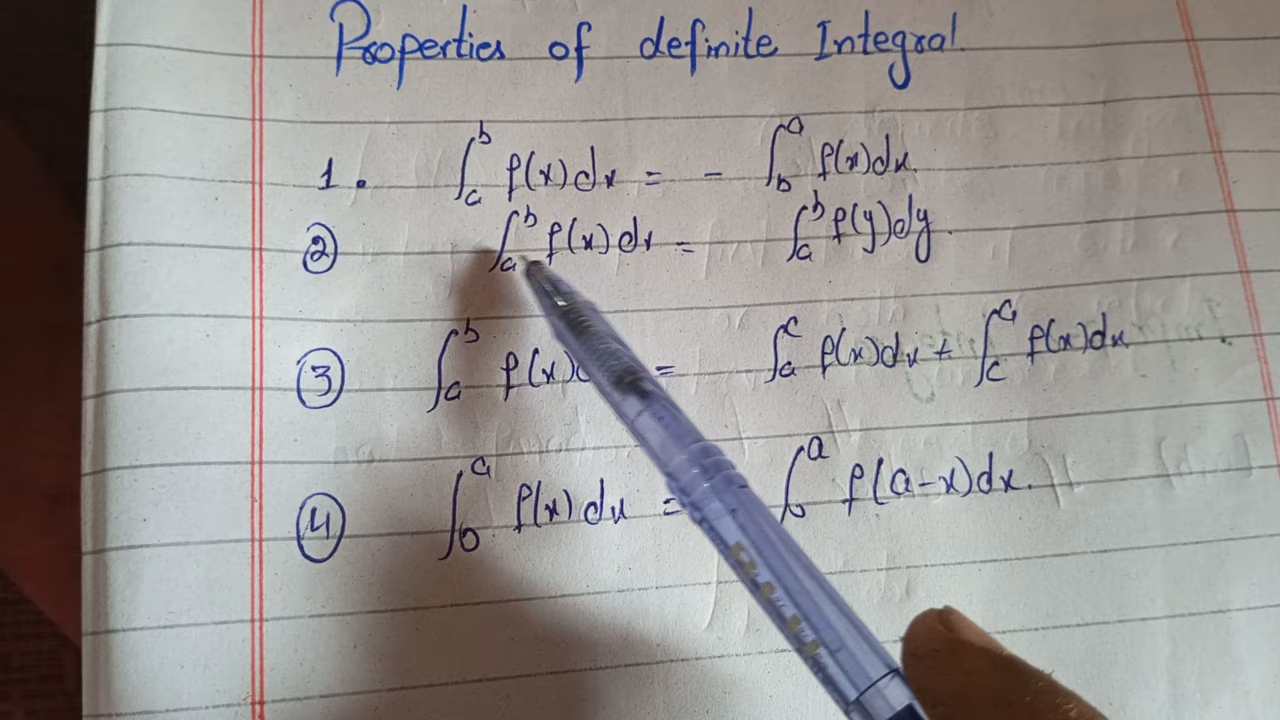 Properties of definite Integral.
1. ∫_a^b f(x)dx = - ∫_b^a f(x)dx.
② ∫_a^b f(x)dx = ∫_a^b f(y)dy.
③ ∫_a^b f(x) = ∫_a^c f(x)dx + ∫_c^a f(x)dx
④ ∫_0^a f(x)dx = ∫_0^a f(a-x)dx.